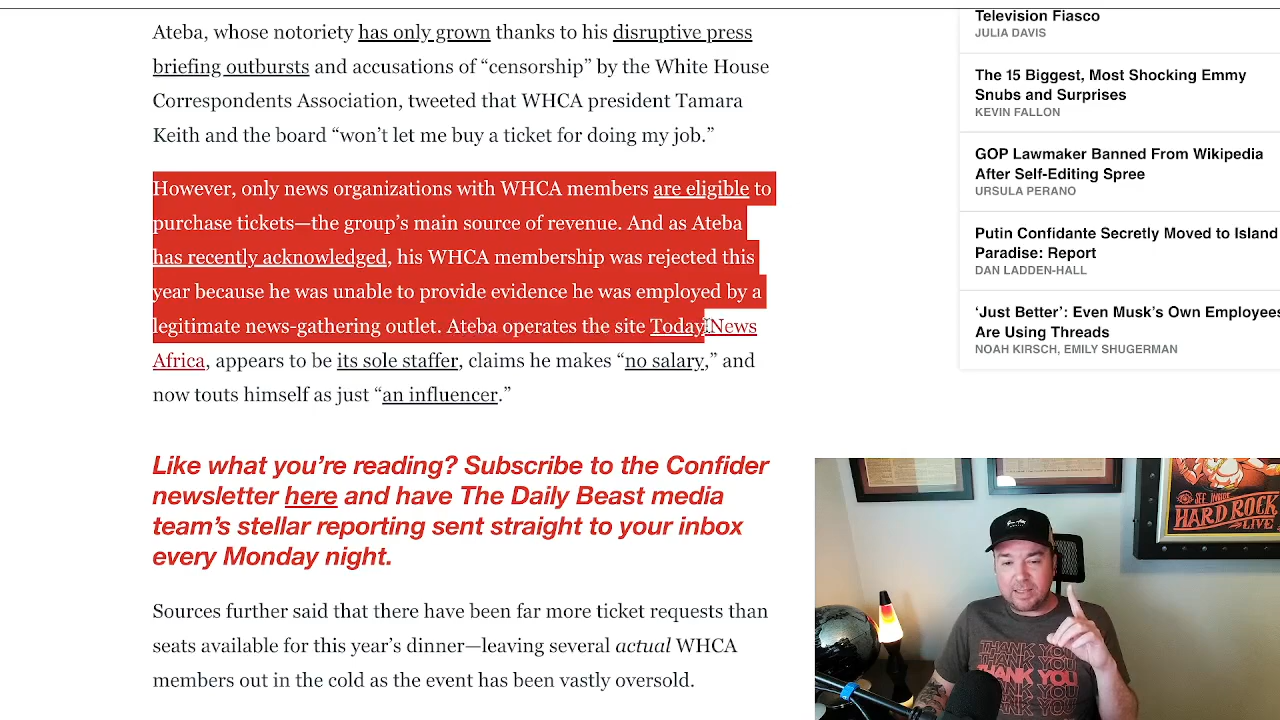 Ateba, whose notoriety has only grown thanks to his disruptive press
briefing outbursts and accusations of “censorship” by the White House
Correspondents Association, tweeted that WHCA president Tamara
Keith and the board “won’t let me buy a ticket for doing my job.”
However, only news organizations with WHCA members are eligible to
purchase tickets—the group’s main source of revenue. And as Ateba
has recently acknowledged, his WHCA membership was rejected this
year because he was unable to provide evidence he was employed by a
legitimate news-gathering outlet. Ateba operates the site Today News
Africa, appears to be its sole staffer, claims he makes “no salary,” and
now touts himself as just “an influencer.”
Like what you’re reading? Subscribe to the Confider
newsletter here and have The Daily Beast media
team’s stellar reporting sent straight to your inbox
every Monday night.
Sources further said that there have been far more ticket requests than
seats available for this year’s dinner—leaving several actual WHCA
members out in the cold as the event has been vastly oversold.
Television Fiasco
JULIA DAVIS
The 15 Biggest, Most Shocking Emmy
Snubs and Surprises
KEVIN FALLON
GOP Lawmaker Banned From Wikipedia
After Self-Editing Spree
URSULA PERANO
Putin Confidante Secretly Moved to Island
Paradise: Report
DAN LADDEN-HALL
‘Just Better’: Even Musk’s Own Employees
Are Using Threads
NOAH KIRSCH, EMILY SHUGERMAN
SEE INSIDE
HARD ROCK
LIVE
THANK YOU
THANK YOU
THANK YOU
THANK YOU